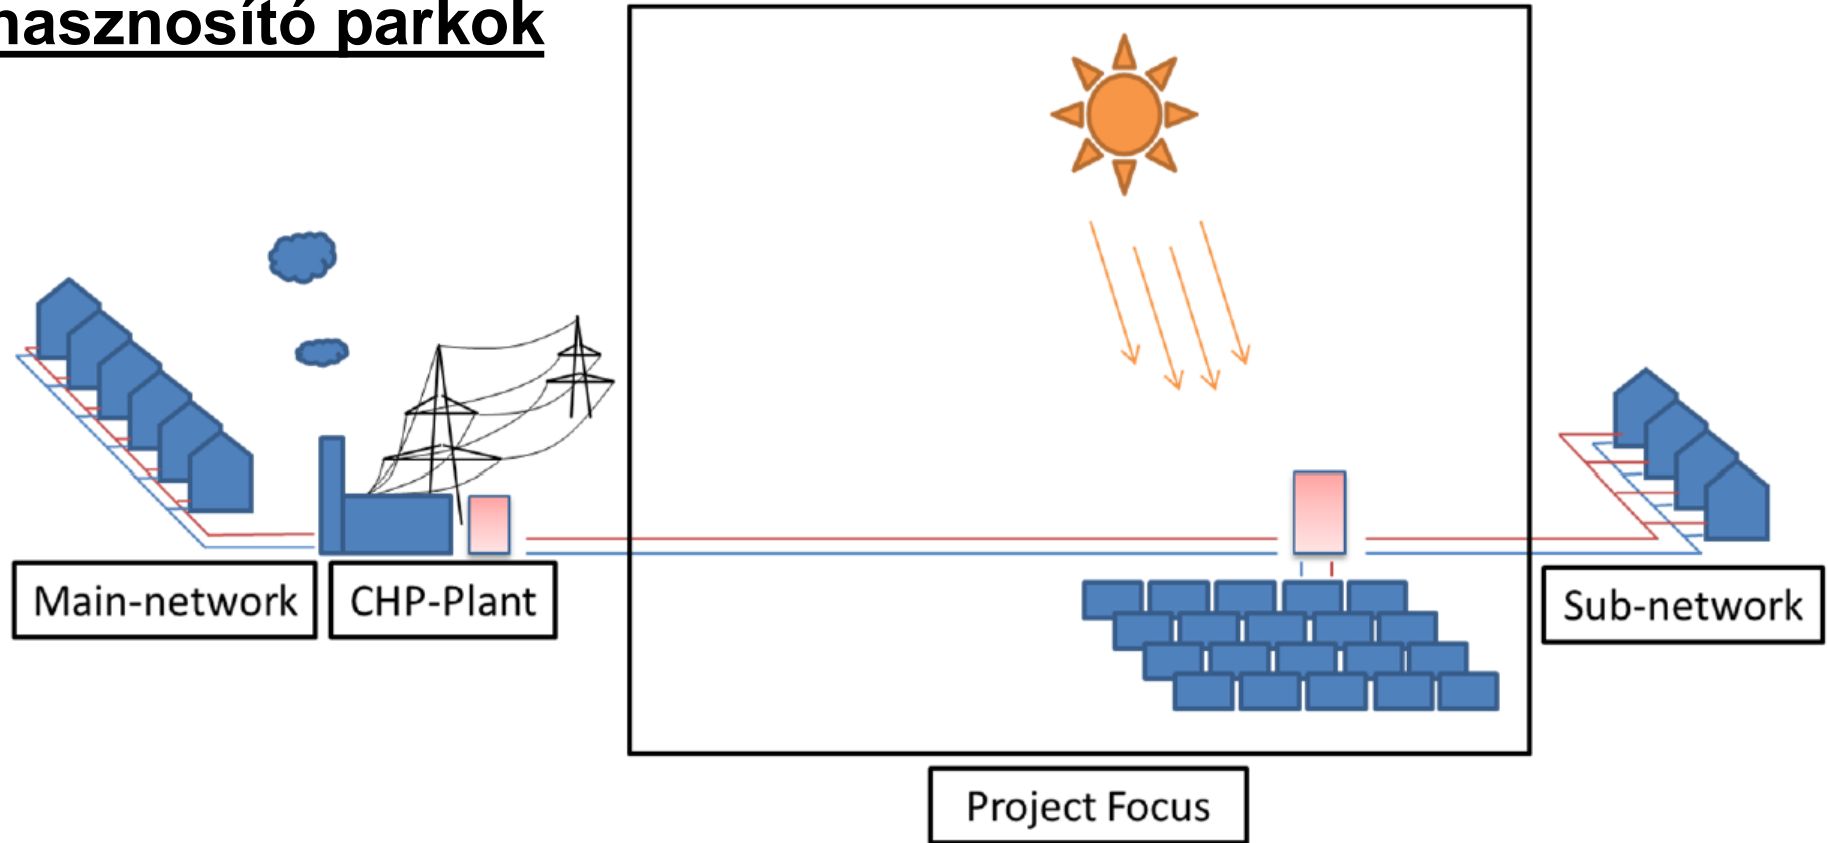 hasznosító parkok
Main-network
CHP-Plant
Sub-network
Project Focus